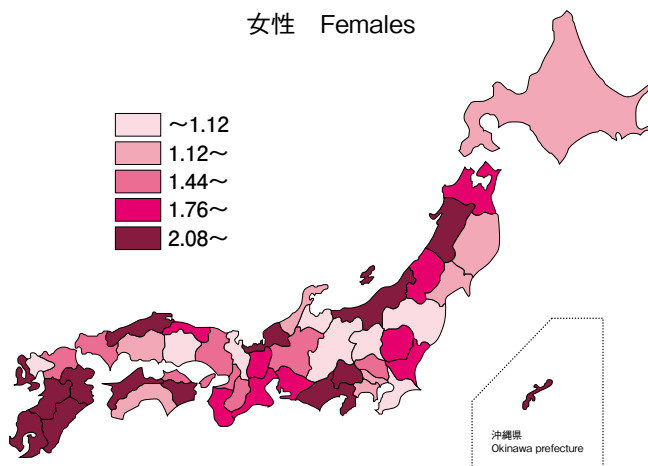 女性　Females
～1.12
1.12～
1.44～
1.76～
2.08～
沖縄県
Okinawa prefecture